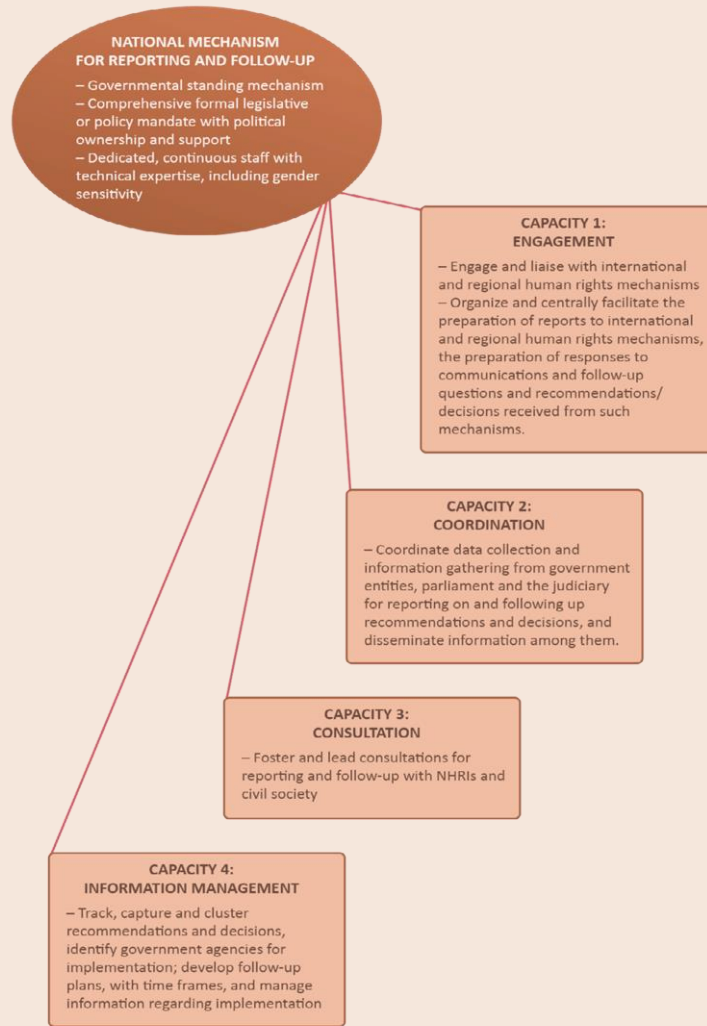 NATIONAL MECHANISM
FOR REPORTING AND FOLLOW-UP
– Governmental standing mechanism
– Comprehensive formal legislative
or policy mandate with political
ownership and support
– Dedicated, continuous staff with
technical expertise, including gender
sensitivity
CAPACITY 1:
ENGAGEMENT
– Engage and liaise with international
and regional human rights mechanisms
– Organize and centrally facilitate the
preparation of reports to international
and regional human rights mechanisms,
the preparation of responses to
communications and follow-up
questions and recommendations/
decisions received from such
mechanisms.
CAPACITY 2:
COORDINATION
– Coordinate data collection and
information gathering from government
entities, parliament and the judiciary
for reporting on and following up
recommendations and decisions, and
disseminate information among them.
CAPACITY 3:
CONSULTATION
– Foster and lead consultations for
reporting and follow-up with NHRIs and
civil society
CAPACITY 4:
INFORMATION MANAGEMENT
– Track, capture and cluster
recommendations and decisions,
identify government agencies for
implementation; develop follow-up
plans, with time frames, and manage
information regarding implementation